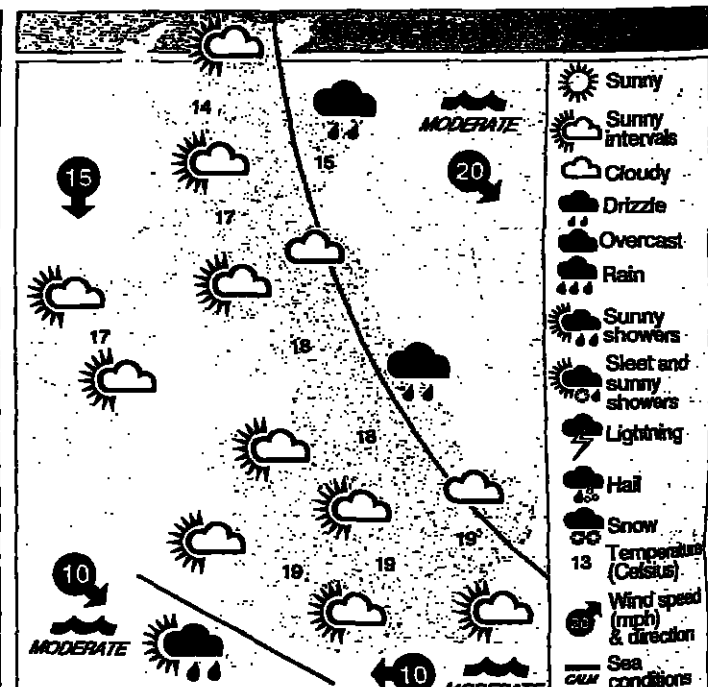 14
MODERATE
15
15
20
17
17
18
18
19
19
19
10
MODERATE
10
MODERATE
Sunny
Sunny
intervals
Cloudy
Drizzle
Overcast
Rain
Sunny
showers
Sleet and
sunny
showers
Lightning
Hail
Snow
13 Temperature
(Celsius)
Wind speed
(mph)
& direction
Sea
CALM conditions